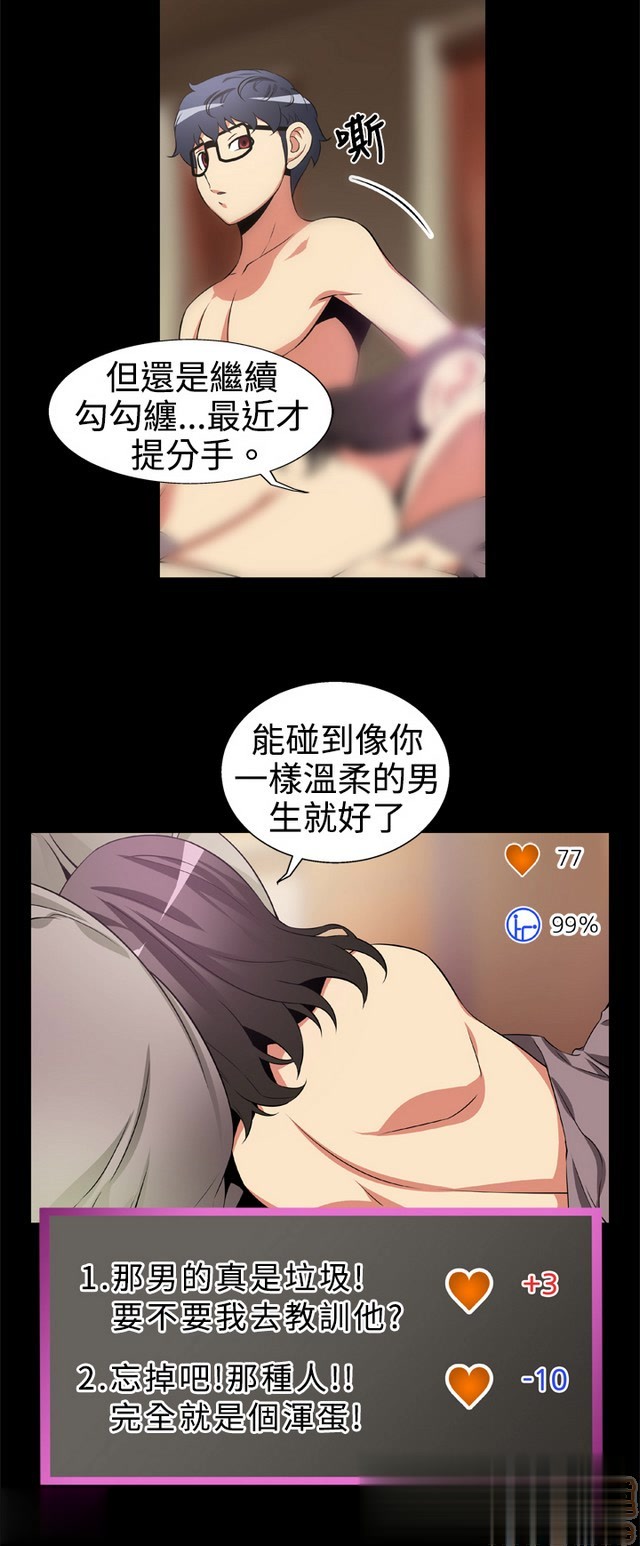 嘶
但還是繼續
勾勾纏...最近才
提分手。
能碰到像你
一樣溫柔的男
生就好了
77
99%
1.那男的真是垃圾!
要不要我去教訓他?
+3
2.忘掉吧!那種人!!
完全就是個渾蛋!
-10